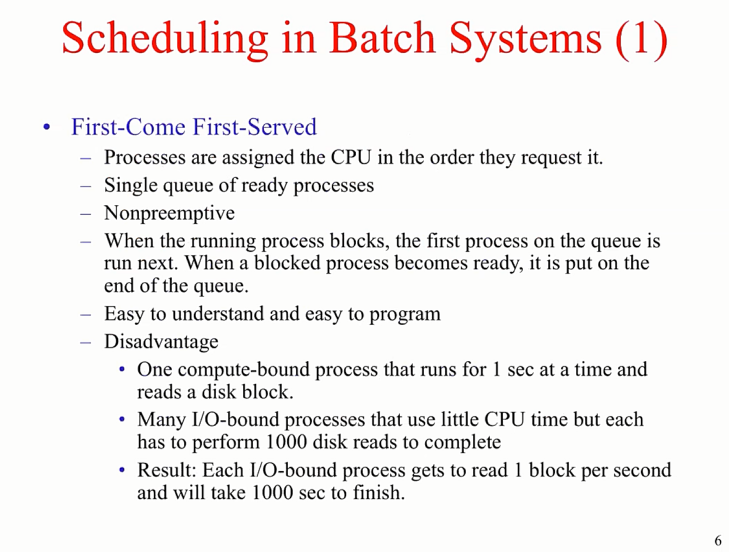 Scheduling in Batch Systems (1)
• First-Come First-Served
– Processes are assigned the CPU in the order they request it.
– Single queue of ready processes
– Nonpreemptive
– When the running process blocks, the first process on the queue is
run next. When a blocked process becomes ready, it is put on the
end of the queue.
– Easy to understand and easy to program
– Disadvantage
• One compute-bound process that runs for 1 sec at a time and
reads a disk block.
• Many I/O-bound processes that use little CPU time but each
has to perform 1000 disk reads to complete
• Result: Each I/O-bound process gets to read 1 block per second
and will take 1000 sec to finish.
6